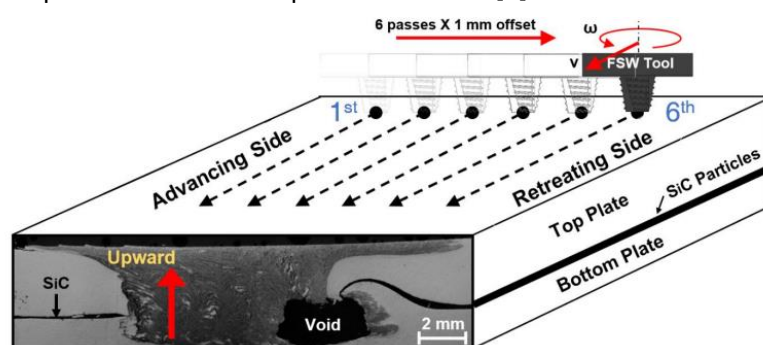 6 passes X 1 mm offset
ω
v
FSW Tool
1st
6th
Advancing Side
Retreating Side
SiC Particles
Top Plate
Bottom Plate
Upward
SiC
Void
2 mm